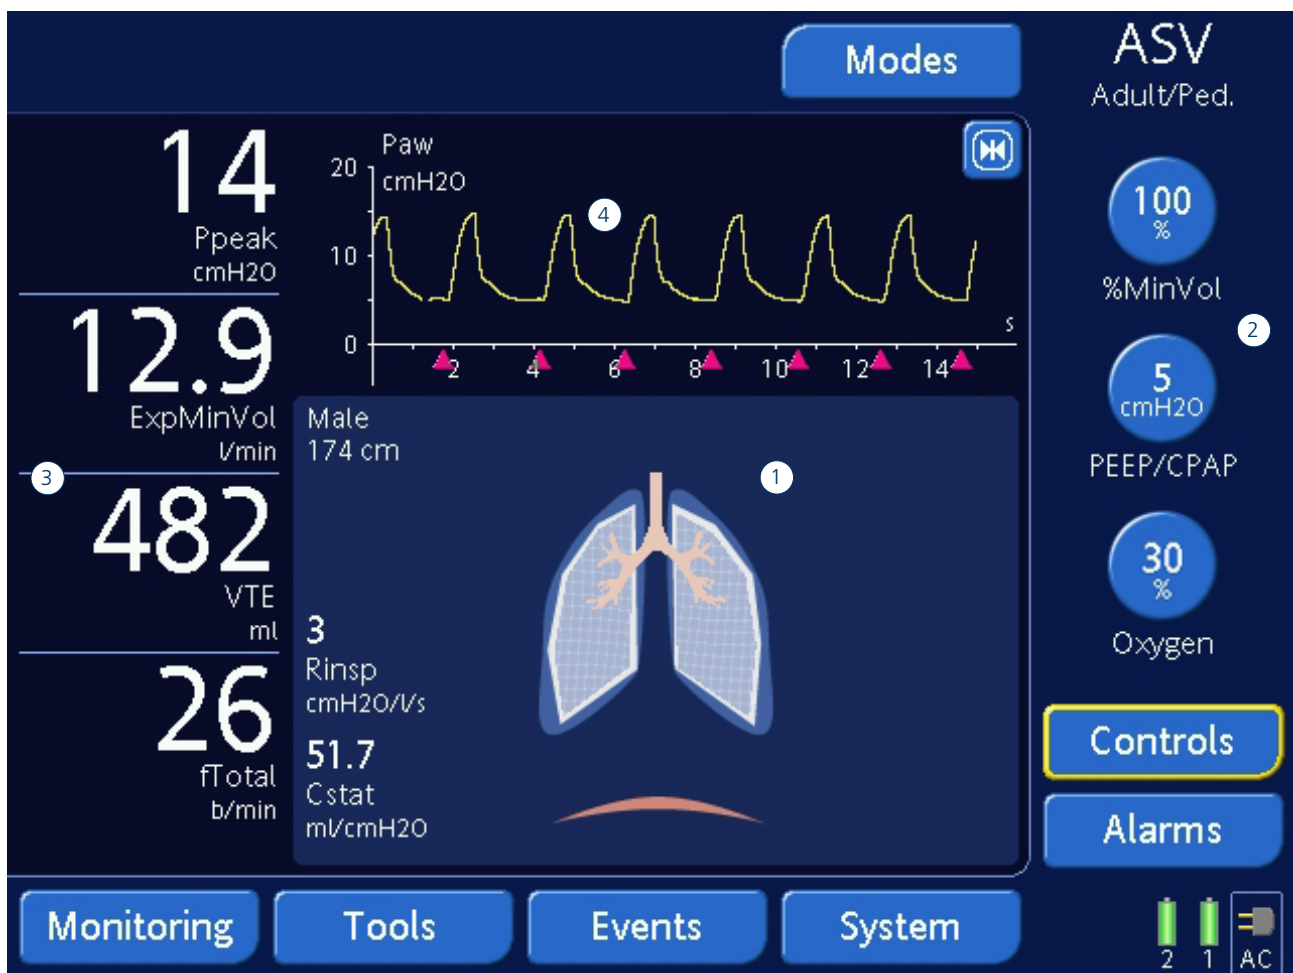 Modes
ASV
Adult/Ped.
14
Ppeak
cmH2O
12.9
ExpMinVol
l/min
3
482
VTE
ml
26
fTotal
b/min
Paw
cmH2O
20
10
0
4
s
2 4 6 8 10 12 14
Male
174 cm
1
3
Rinsp
cmH2O/l/s
51.7
Cstat
ml/cmH2O
100
%
%MinVol
2
5
cmH2O
PEEP/CPAP
30
%
Oxygen
Controls
Alarms
Monitoring
Tools
Events
System
2 1 AC